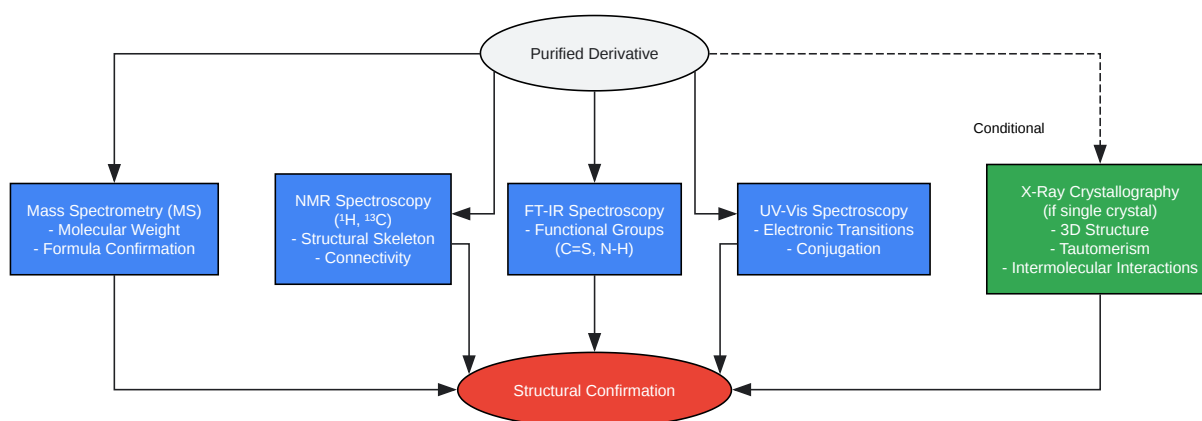 Purified Derivative
Conditional
Mass Spectrometry (MS)
- Molecular Weight
- Formula Confirmation
NMR Spectroscopy
(¹H, ¹³C)
- Structural Skeleton
- Connectivity
FT-IR Spectroscopy
- Functional Groups
(C=S, N-H)
UV-Vis Spectroscopy
- Electronic Transitions
- Conjugation
X-Ray Crystallography
(if single crystal)
- 3D Structure
- Tautomerism
- Intermolecular Interactions
Structural Confirmation